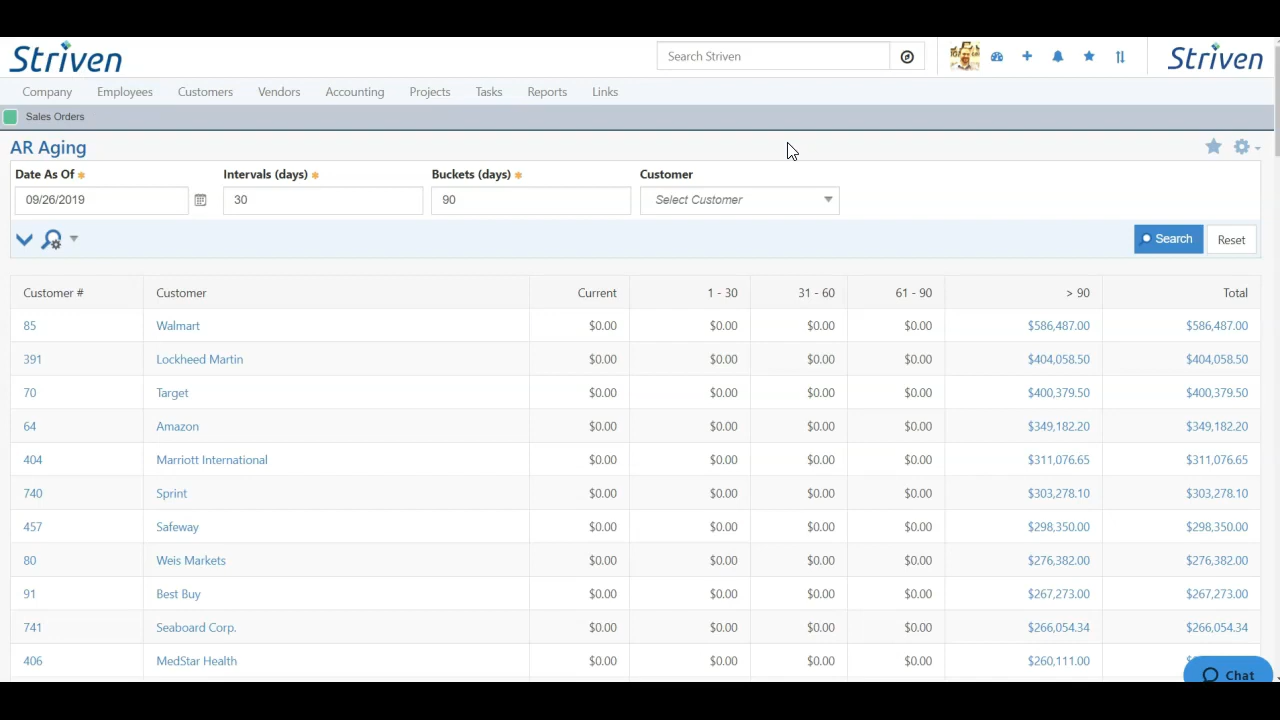 Striven
Search Striven
Striven
Company Employees Customers Vendors Accounting Projects Tasks Reports Links
Sales Orders
AR Aging
Date As Of * Intervals (days) * Buckets (days) * Customer
09/26/2019 30 90 Select Customer
Search Reset
Customer # Customer Current 1 - 30 31 - 60 61 - 90 > 90 Total
85 Walmart $0.00 $0.00 $0.00 $0.00 $586,487.00 $586,487.00
391 Lockheed Martin $0.00 $0.00 $0.00 $0.00 $404,058.50 $404,058.50
70 Target $0.00 $0.00 $0.00 $0.00 $400,379.50 $400,379.50
64 Amazon $0.00 $0.00 $0.00 $0.00 $349,182.20 $349,182.20
404 Marriott International $0.00 $0.00 $0.00 $0.00 $311,076.65 $311,076.65
740 Sprint $0.00 $0.00 $0.00 $0.00 $303,278.10 $303,278.10
457 Safeway $0.00 $0.00 $0.00 $0.00 $298,350.00 $298,350.00
80 Weis Markets $0.00 $0.00 $0.00 $0.00 $276,382.00 $276,382.00
91 Best Buy $0.00 $0.00 $0.00 $0.00 $267,273.00 $267,273.00
741 Seaboard Corp. $0.00 $0.00 $0.00 $0.00 $266,054.34 $266,054.34
406 MedStar Health $0.00 $0.00 $0.00 $0.00 $260,111.00
Chat